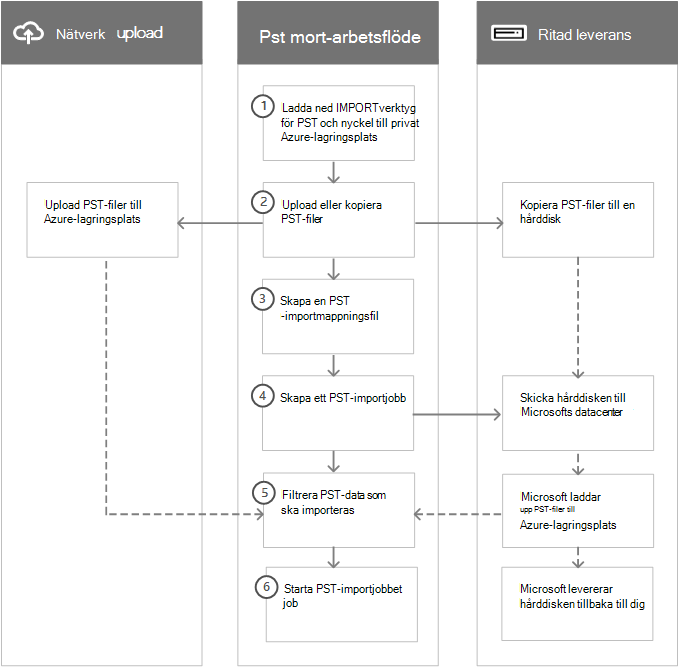 Nätverk upload
Pst mort-arbetsflöde
Ritad leverans
1
Ladda ned IMPORTverktyg
för PST och nyckel till privat
Azure-lagringsplats
Upload PST-filer till
Azure-lagringsplats
2
Upload eller kopiera
PST-filer
Kopiera PST-filer till en
hårddisk
3
Skapa en PST
-importmappningsfil
4
Skapa ett PST-importjobb
Skicka hårddisken till
Microsofts datacenter
5
Filtrera PST-data som
ska importeras
Microsoft laddar
upp PST-filer till
Azure-lagringsplats
6
Starta PST-importjobbet
job
Microsoft levererar
hårddisken tillbaka till dig